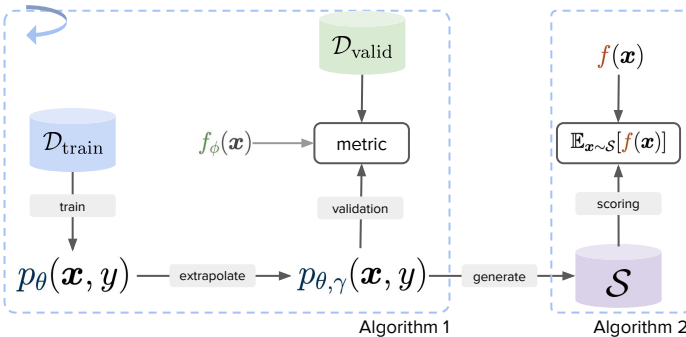 𝒟_valid
f(𝒙)
𝒟_train
f_ϕ(𝒙)
metric
𝔼_{𝒙∼𝒮}[f(𝒙)]
train
validation
scoring
p_θ(𝒙, y)
extrapolate
p_{θ,γ}(𝒙, y)
generate
𝒮
Algorithm 1
Algorithm 2